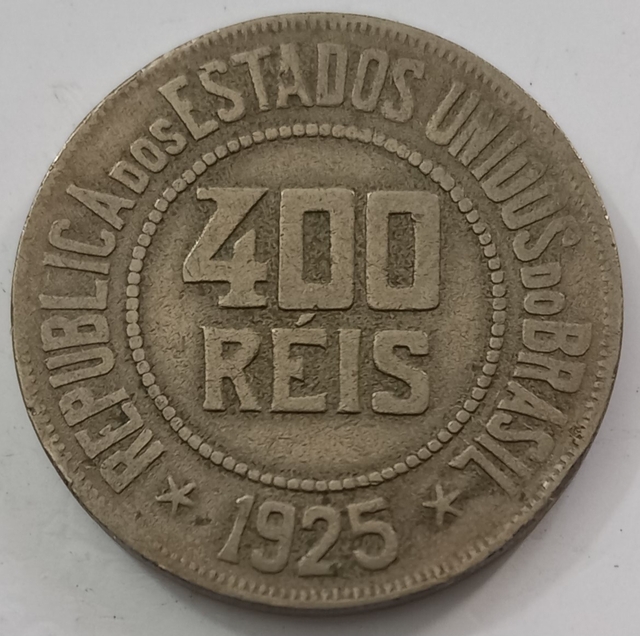 REPUBLICA DOS ESTADOS UNIDOS DO BRASIL
400
RÉIS
1925